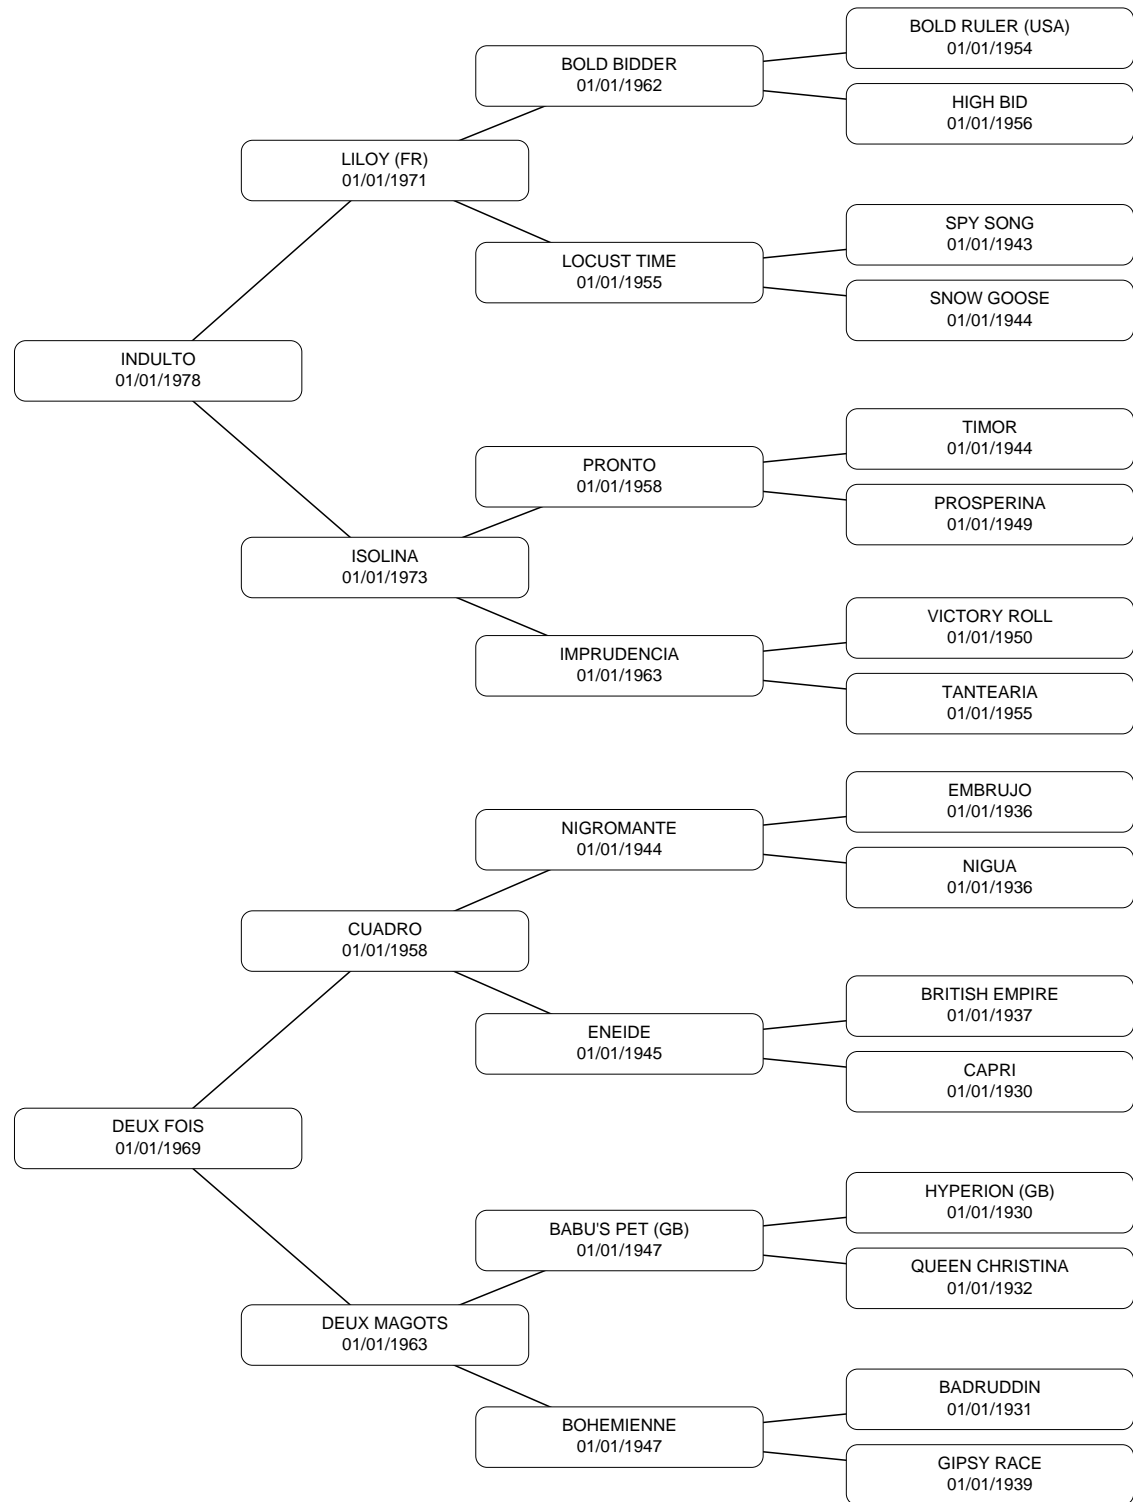 BOLD RULER (USA)
01/01/1954
BOLD BIDDER
01/01/1962
HIGH BID
01/01/1956
LILOY (FR)
01/01/1971
SPY SONG
01/01/1943
LOCUST TIME
01/01/1955
SNOW GOOSE
01/01/1944
INDULTO
01/01/1978
TIMOR
01/01/1944
PRONTO
01/01/1958
PROSPERINA
01/01/1949
ISOLINA
01/01/1973
VICTORY ROLL
01/01/1950
IMPRUDENCIA
01/01/1963
TANTEARIA
01/01/1955
EMBRUJO
01/01/1936
NIGROMANTE
01/01/1944
NIGUA
01/01/1936
CUADRO
01/01/1958
BRITISH EMPIRE
01/01/1937
ENEIDE
01/01/1945
CAPRI
01/01/1930
DEUX FOIS
01/01/1969
HYPERION (GB)
01/01/1930
BABU'S PET (GB)
01/01/1947
QUEEN CHRISTINA
01/01/1932
DEUX MAGOTS
01/01/1963
BADRUDDIN
01/01/1931
BOHEMIENNE
01/01/1947
GIPSY RACE
01/01/1939